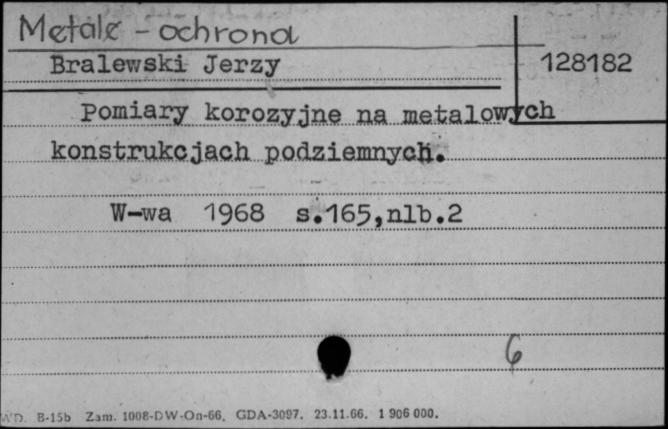 Metale - ochrona
Bralewski Jerzy 128182
Pomiary korozyjne na metalowych
konstrukcjach podziemnych.
W-wa 1968 s.165,nlb.2
6
WD. B-15b Zam. 1008-DW-On-66. GDA-3097. 23.11.66. 1 906 000.